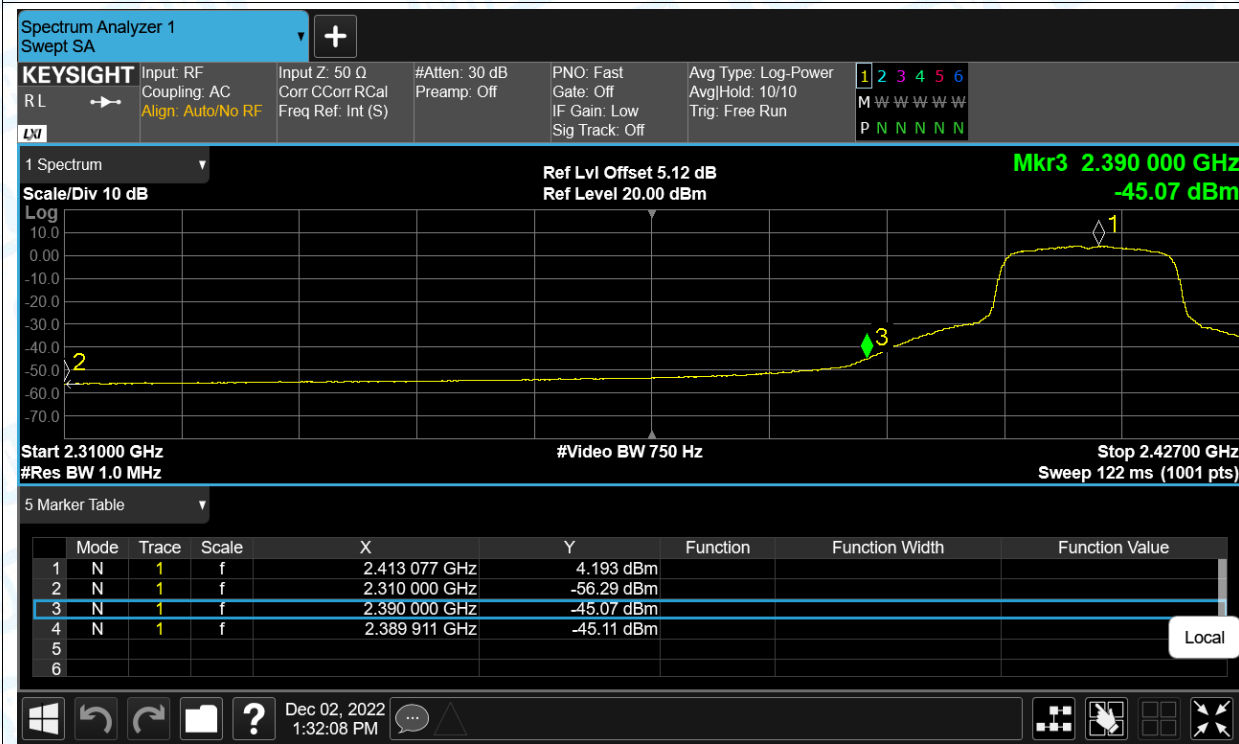 Spectrum Analyzer 1
Swept SA
▼
+
KEYSIGHT
RL
LXI
Input: RF
Coupling: AC
Align: Auto/No RF
Input Z: 50 Ω
Corr CCorr RCal
Freq Ref: Int (S)
#Atten: 30 dB
Preamp: Off
PNO: Fast
Gate: Off
IF Gain: Low
Sig Track: Off
Avg Type: Log-Power
Avg|Hold: 10/10
Trig: Free Run
1 2 3 4 5 6
M W W W W W
P N N N N N
1 Spectrum ▼
Scale/Div 10 dB
Ref Lvl Offset 5.12 dB
Ref Level 20.00 dBm
Mkr3 2.390 000 GHz
-45.07 dBm
Log
10.0
0.00
-10.0
-20.0
-30.0
-40.0
-50.0
-60.0
-70.0
1
2
3
Start 2.31000 GHz
#Res BW 1.0 MHz
#Video BW 750 Hz
Stop 2.42700 GHz
Sweep 122 ms (1001 pts)
5 Marker Table ▼
Mode Trace Scale X Y Function Function Width Function Value
1 N 1 f 2.413 077 GHz 4.193 dBm
2 N 1 f 2.310 000 GHz -56.29 dBm
3 N 1 f 2.390 000 GHz -45.07 dBm
4 N 1 f 2.389 911 GHz -45.11 dBm
5
6
Local
?
Dec 02, 2022
1:32:08 PM